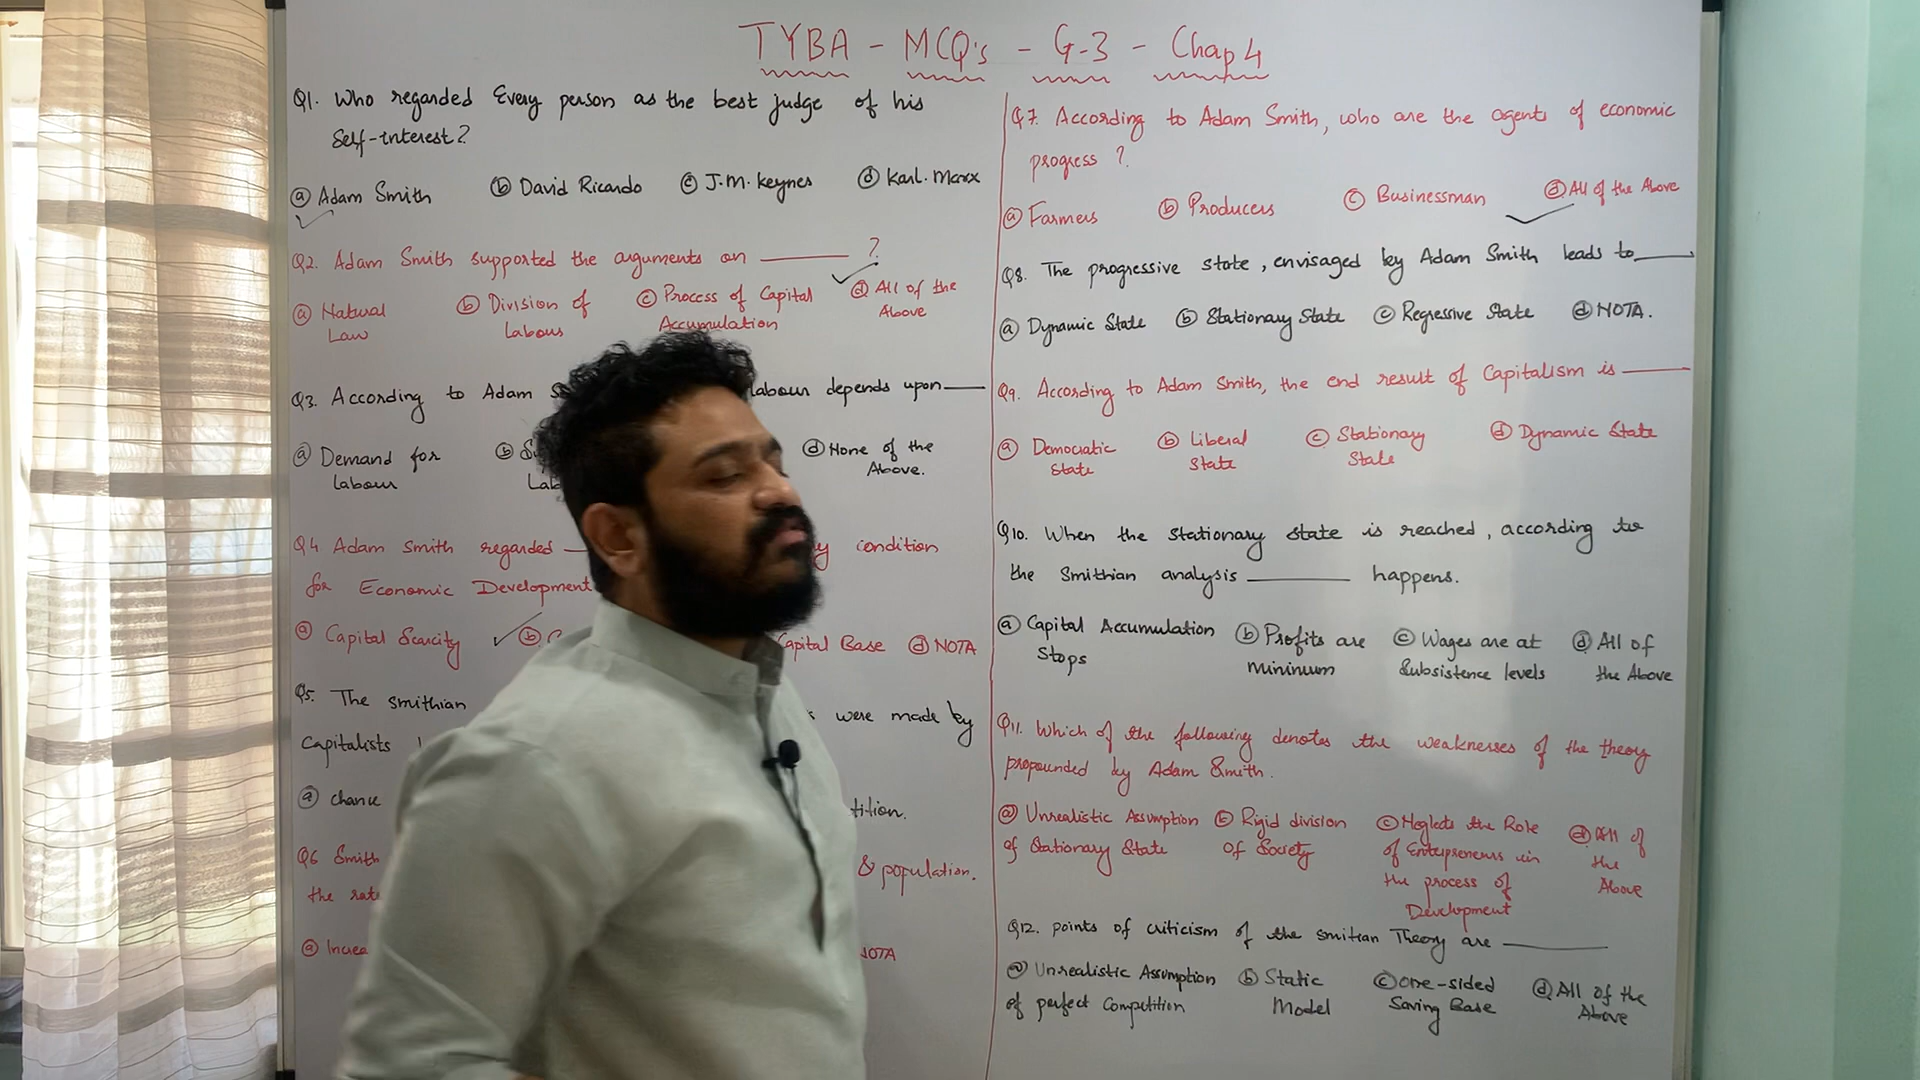 TYBA - MCQ's - G-3 - Chap 4
Q1. Who regarded Every person as the best judge of his
Self-interest?
a Adam Smith b David Ricardo c J.M. Keynes d Karl. Marx
Q2. Adam Smith supported the arguments on ______ ?
a Natural b Division of c Process of Capital d All of the
Law Labour Accumulation Above
Q3. According to Adam labour depends upon ____
a Demand for b d None of the
Labour Above.
Q4 Adam Smith regarded condition
for Economic Development
a Capital Scarcity b Capital Base d NOTA
Q5. The Smithian were made by
Capitalists
a chance
Q6 Smith & population.
the rate
a
Q7. According to Adam Smith, who are the agents of economic
progress ?
a Farmers b Producers c Businessman d All of the Above
Q8. The progressive state, envisaged by Adam Smith leads to____
a Dynamic State b Stationary State c Regressive State d NOTA.
Q9. According to Adam Smith, the end result of Capitalism is ____
a Democratic b Liberal c Stationary d Dynamic State
State State State
Q10. When the stationary state is reached, according to
the Smithian analysis ______ happens.
a Capital Accumulation b Profits are c Wages are at d All of
Stops mininum Subsistence levels the Above
Q11. Which of the following denotes the weaknesses of the theory
propounded by Adam Smith.
a Unrealistic Assumption b Rigid division c Neglects the Role d All of
of Stationary State of Society of Entrepreneurs in the
the process of Above
Development
Q12. points of criticism of the smithian Theory are ______
a Unrealistic Assumption b Static c one-sided d All of the
of perfect Competition Model Saving Base Above